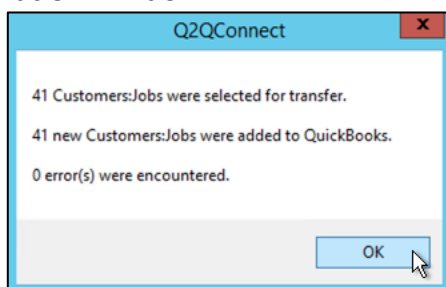 Q2QConnect
x
41 Customers:Jobs were selected for transfer.
41 new Customers:Jobs were added to QuickBooks.
0 error(s) were encountered.
OK